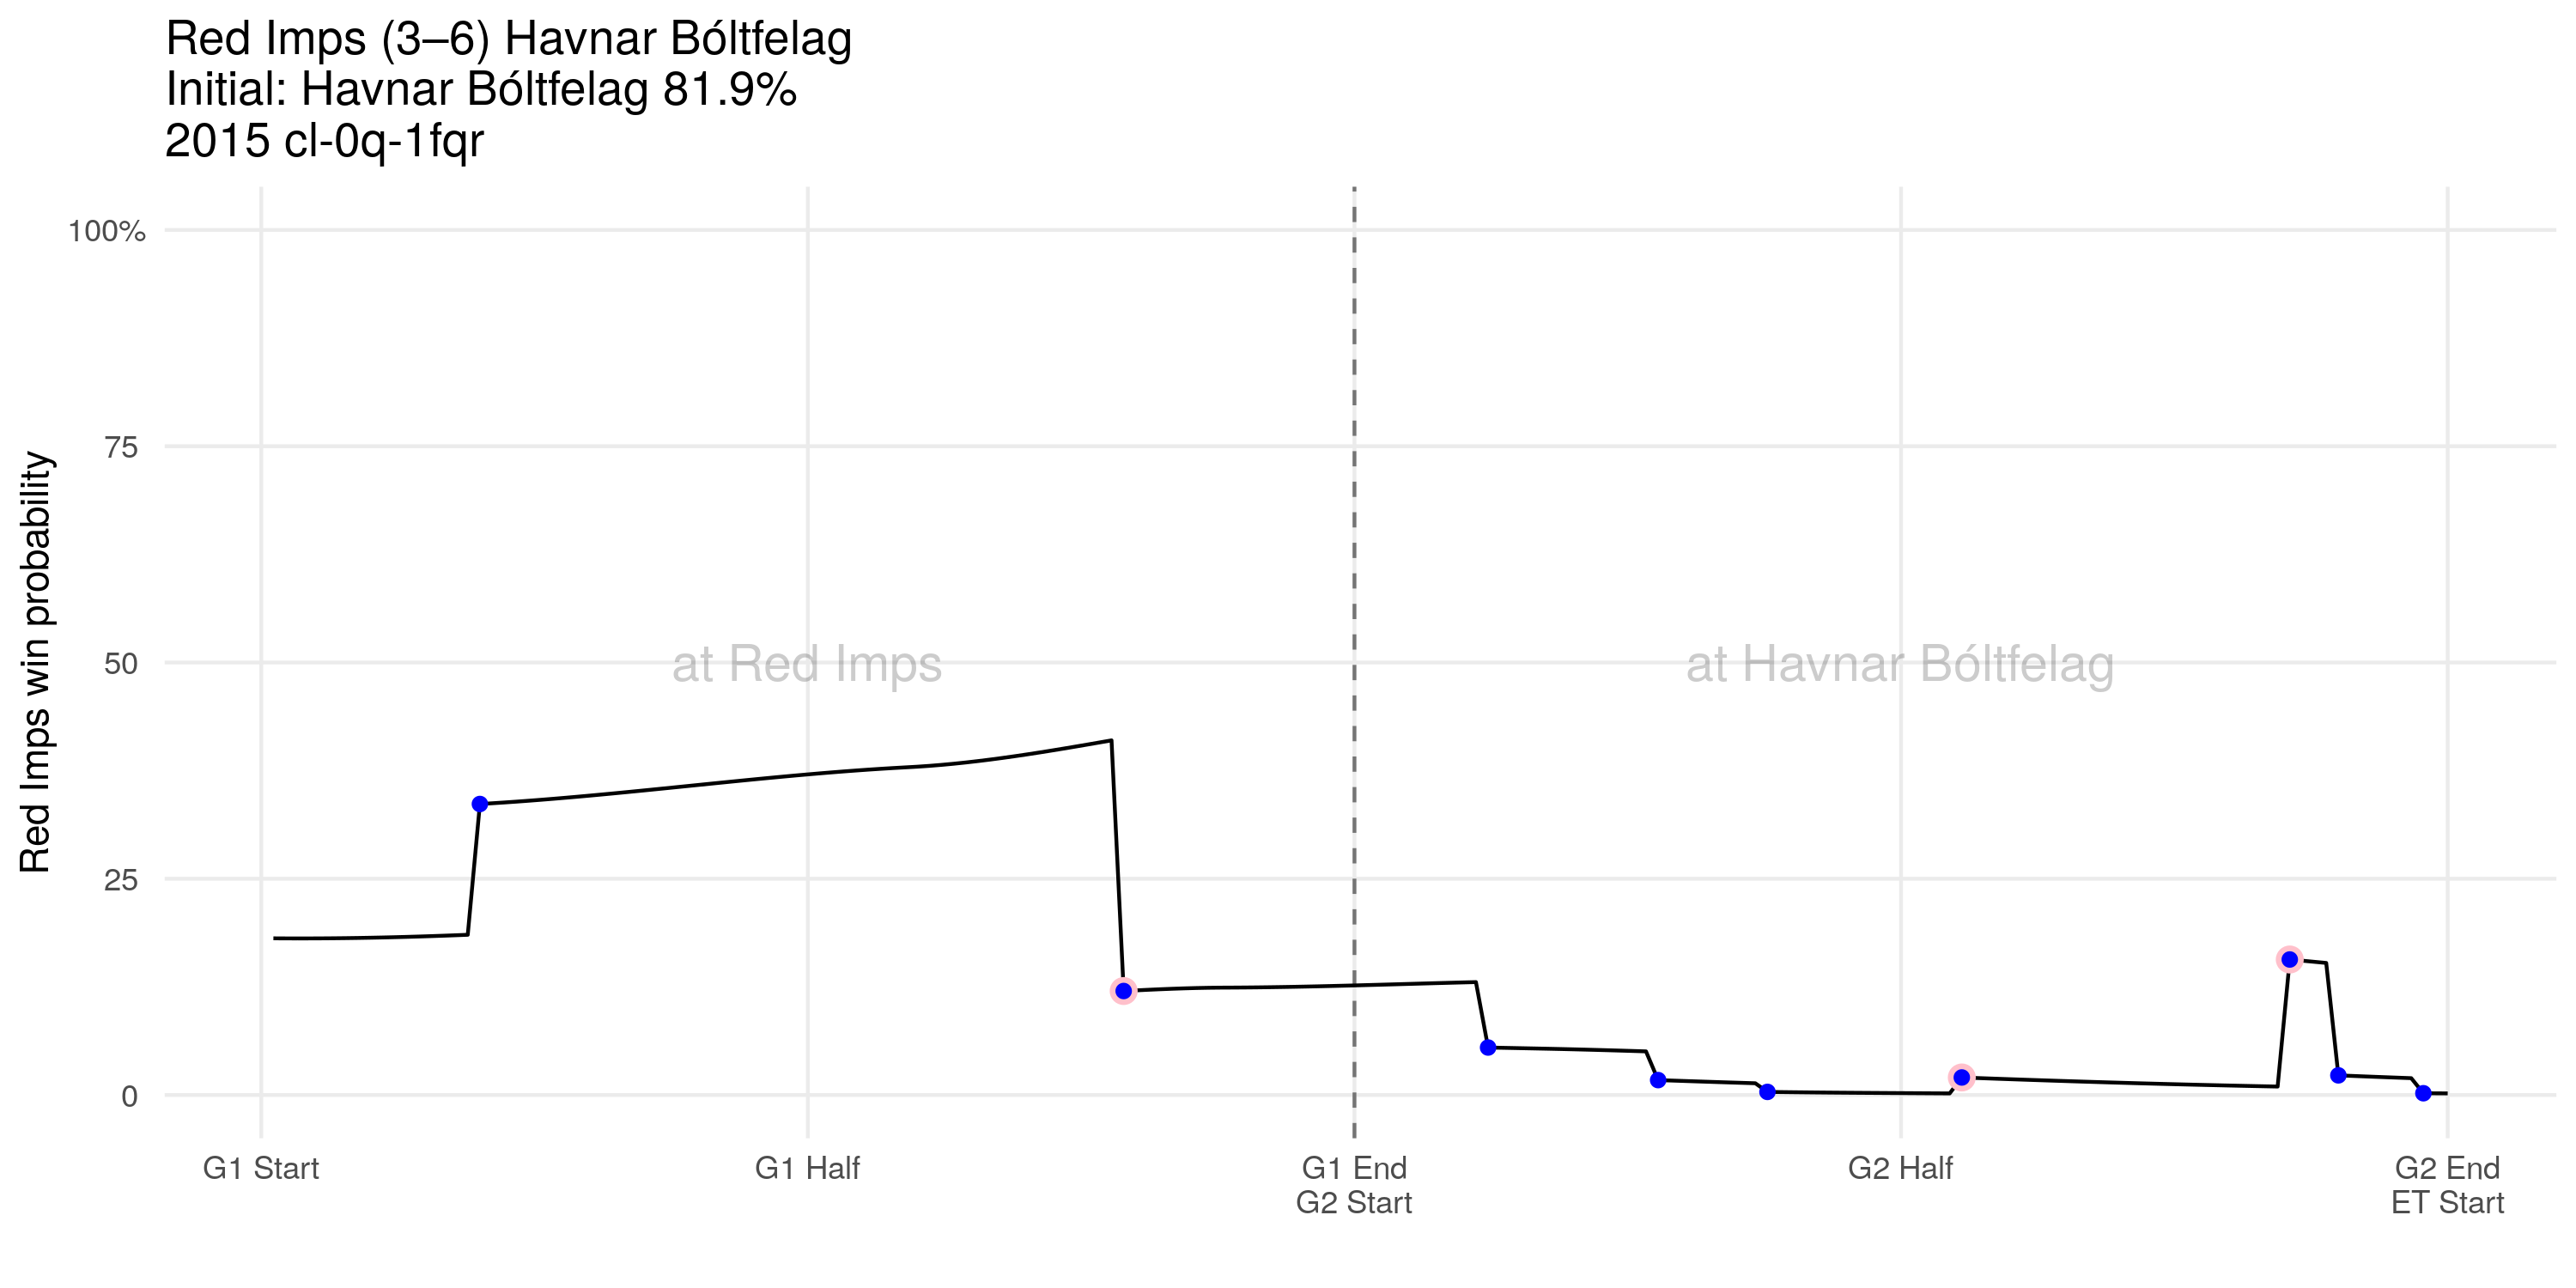 Red Imps (3–6) Havnar Bóltfelag
Initial: Havnar Bóltfelag 81.9%
2015 cl-0q-1fqr
Red Imps win probability
100%
75
50
25
0
at Red Imps
at Havnar Bóltfelag
G1 Start
G1 Half
G1 End
G2 Start
G2 Half
G2 End
ET Start